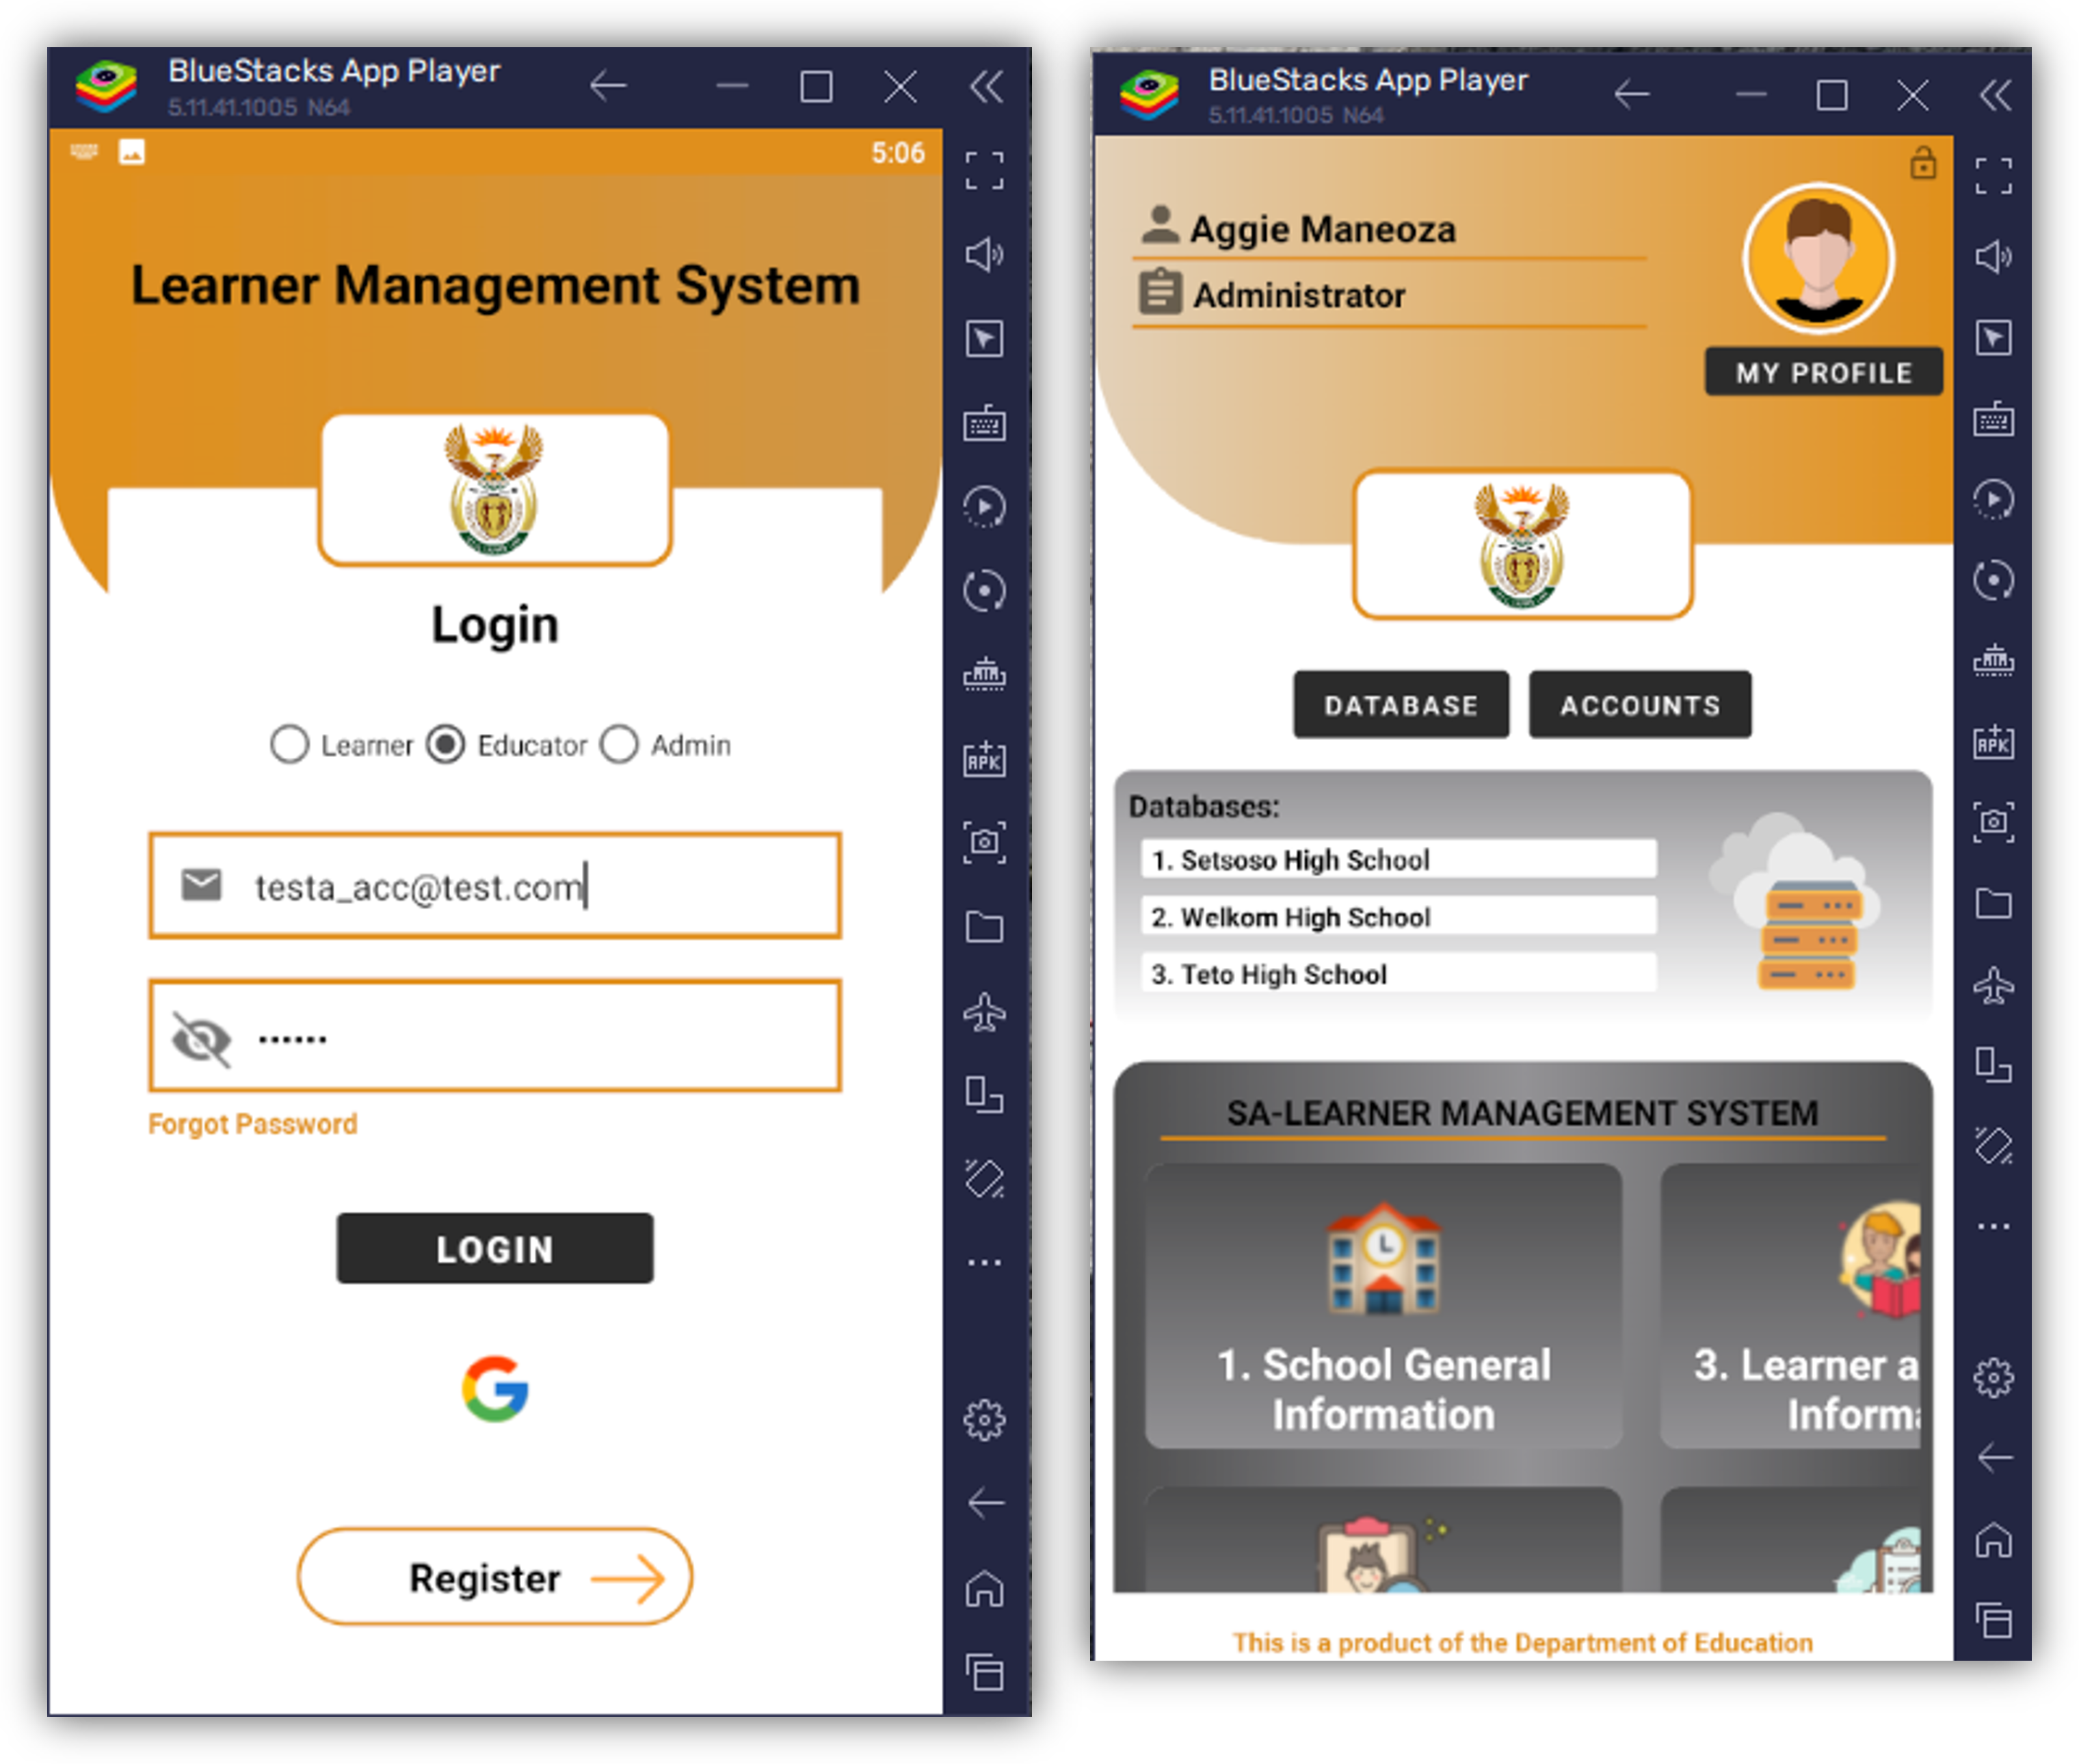 BlueStacks App Player
5.11.41.1005 N64
5:06
Learner Management System
Login
Learner Educator Admin
testa_acc@test.com
••••••
Forgot Password
LOGIN
Register
BlueStacks App Player
5.11.41.1005 N64
Aggie Maneoza
Administrator
MY PROFILE
DATABASE ACCOUNTS
Databases:
1. Setsoso High School
2. Welkom High School
3. Teto High School
SA-LEARNER MANAGEMENT SYSTEM
1. School General
Information
3. Learner a
Informa
This is a product of the Department of Education
APK
APK